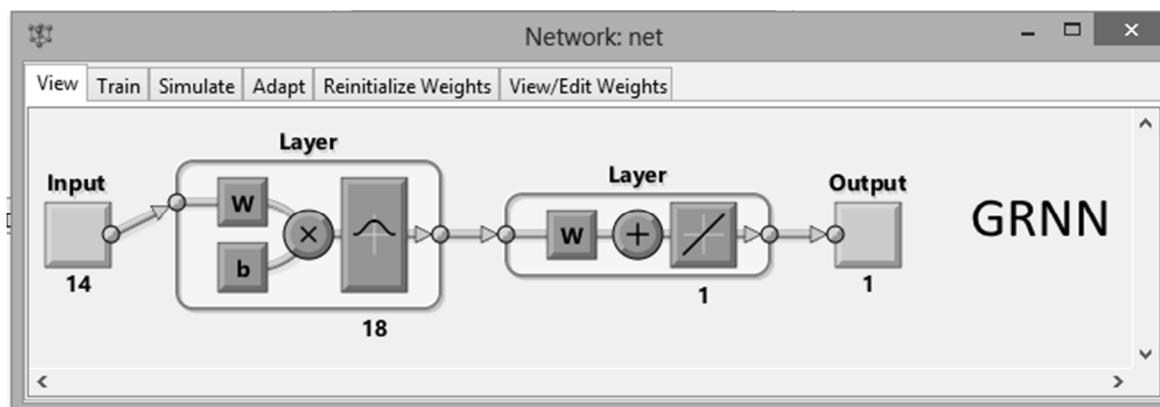 Network: net
View Train Simulate Adapt Reinitialize Weights View/Edit Weights
Layer
Input
W
b
14
18
Layer
W
1
Output
1
GRNN